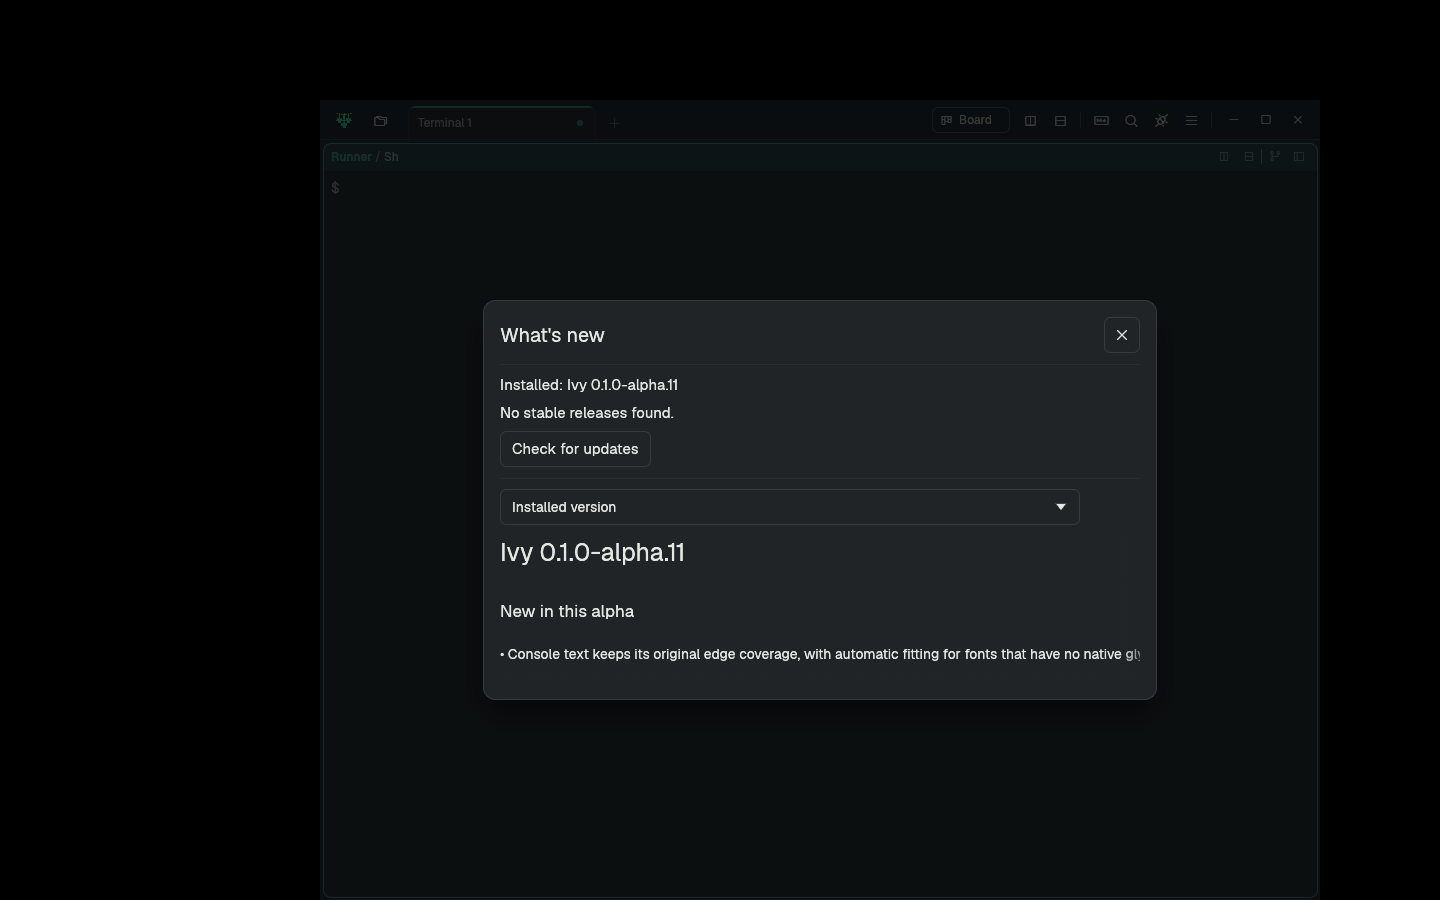 Terminal 1
Board
Runner / Sh
$
What's new
Installed: Ivy 0.1.0-alpha.11
No stable releases found.
Check for updates
Installed version
Ivy 0.1.0-alpha.11
New in this alpha
• Console text keeps its original edge coverage, with automatic fitting for fonts that have no native